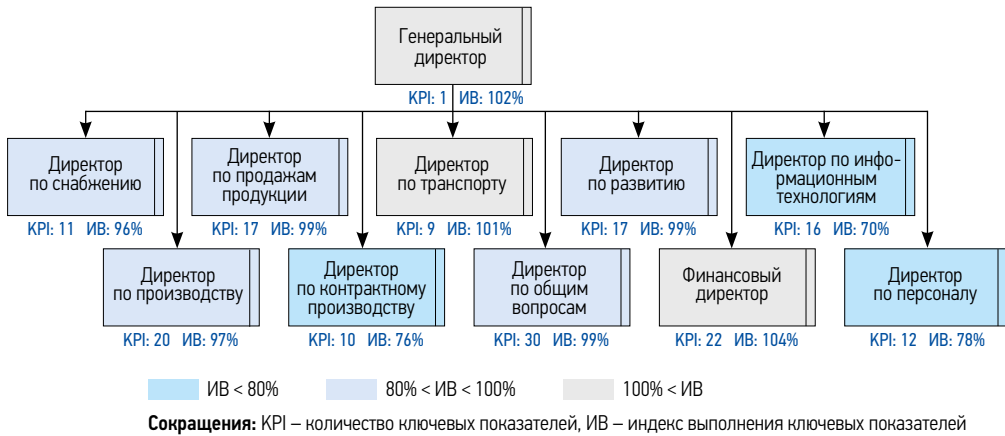 Генеральный
директор
KPI: 1 ИВ: 102%
Директор
по снабжению
KPI: 11 ИВ: 96%
Директор
по продажам
продукции
KPI: 17 ИВ: 99%
Директор
по транспорту
KPI: 9 ИВ: 101%
Директор
по развитию
KPI: 17 ИВ: 99%
Директор по инфо-
рмационным
технологиям
KPI: 16 ИВ: 70%
Директор
по производству
KPI: 20 ИВ: 97%
Директор
по контрактному
производству
KPI: 10 ИВ: 76%
Директор
по общим
вопросам
KPI: 30 ИВ: 99%
Финансовый
директор
KPI: 22 ИВ: 104%
Директор
по персоналу
KPI: 12 ИВ: 78%
ИВ < 80%
80% < ИВ < 100%
100% < ИВ
Сокращения: KPI – количество ключевых показателей, ИВ – индекс выполнения ключевых показателей